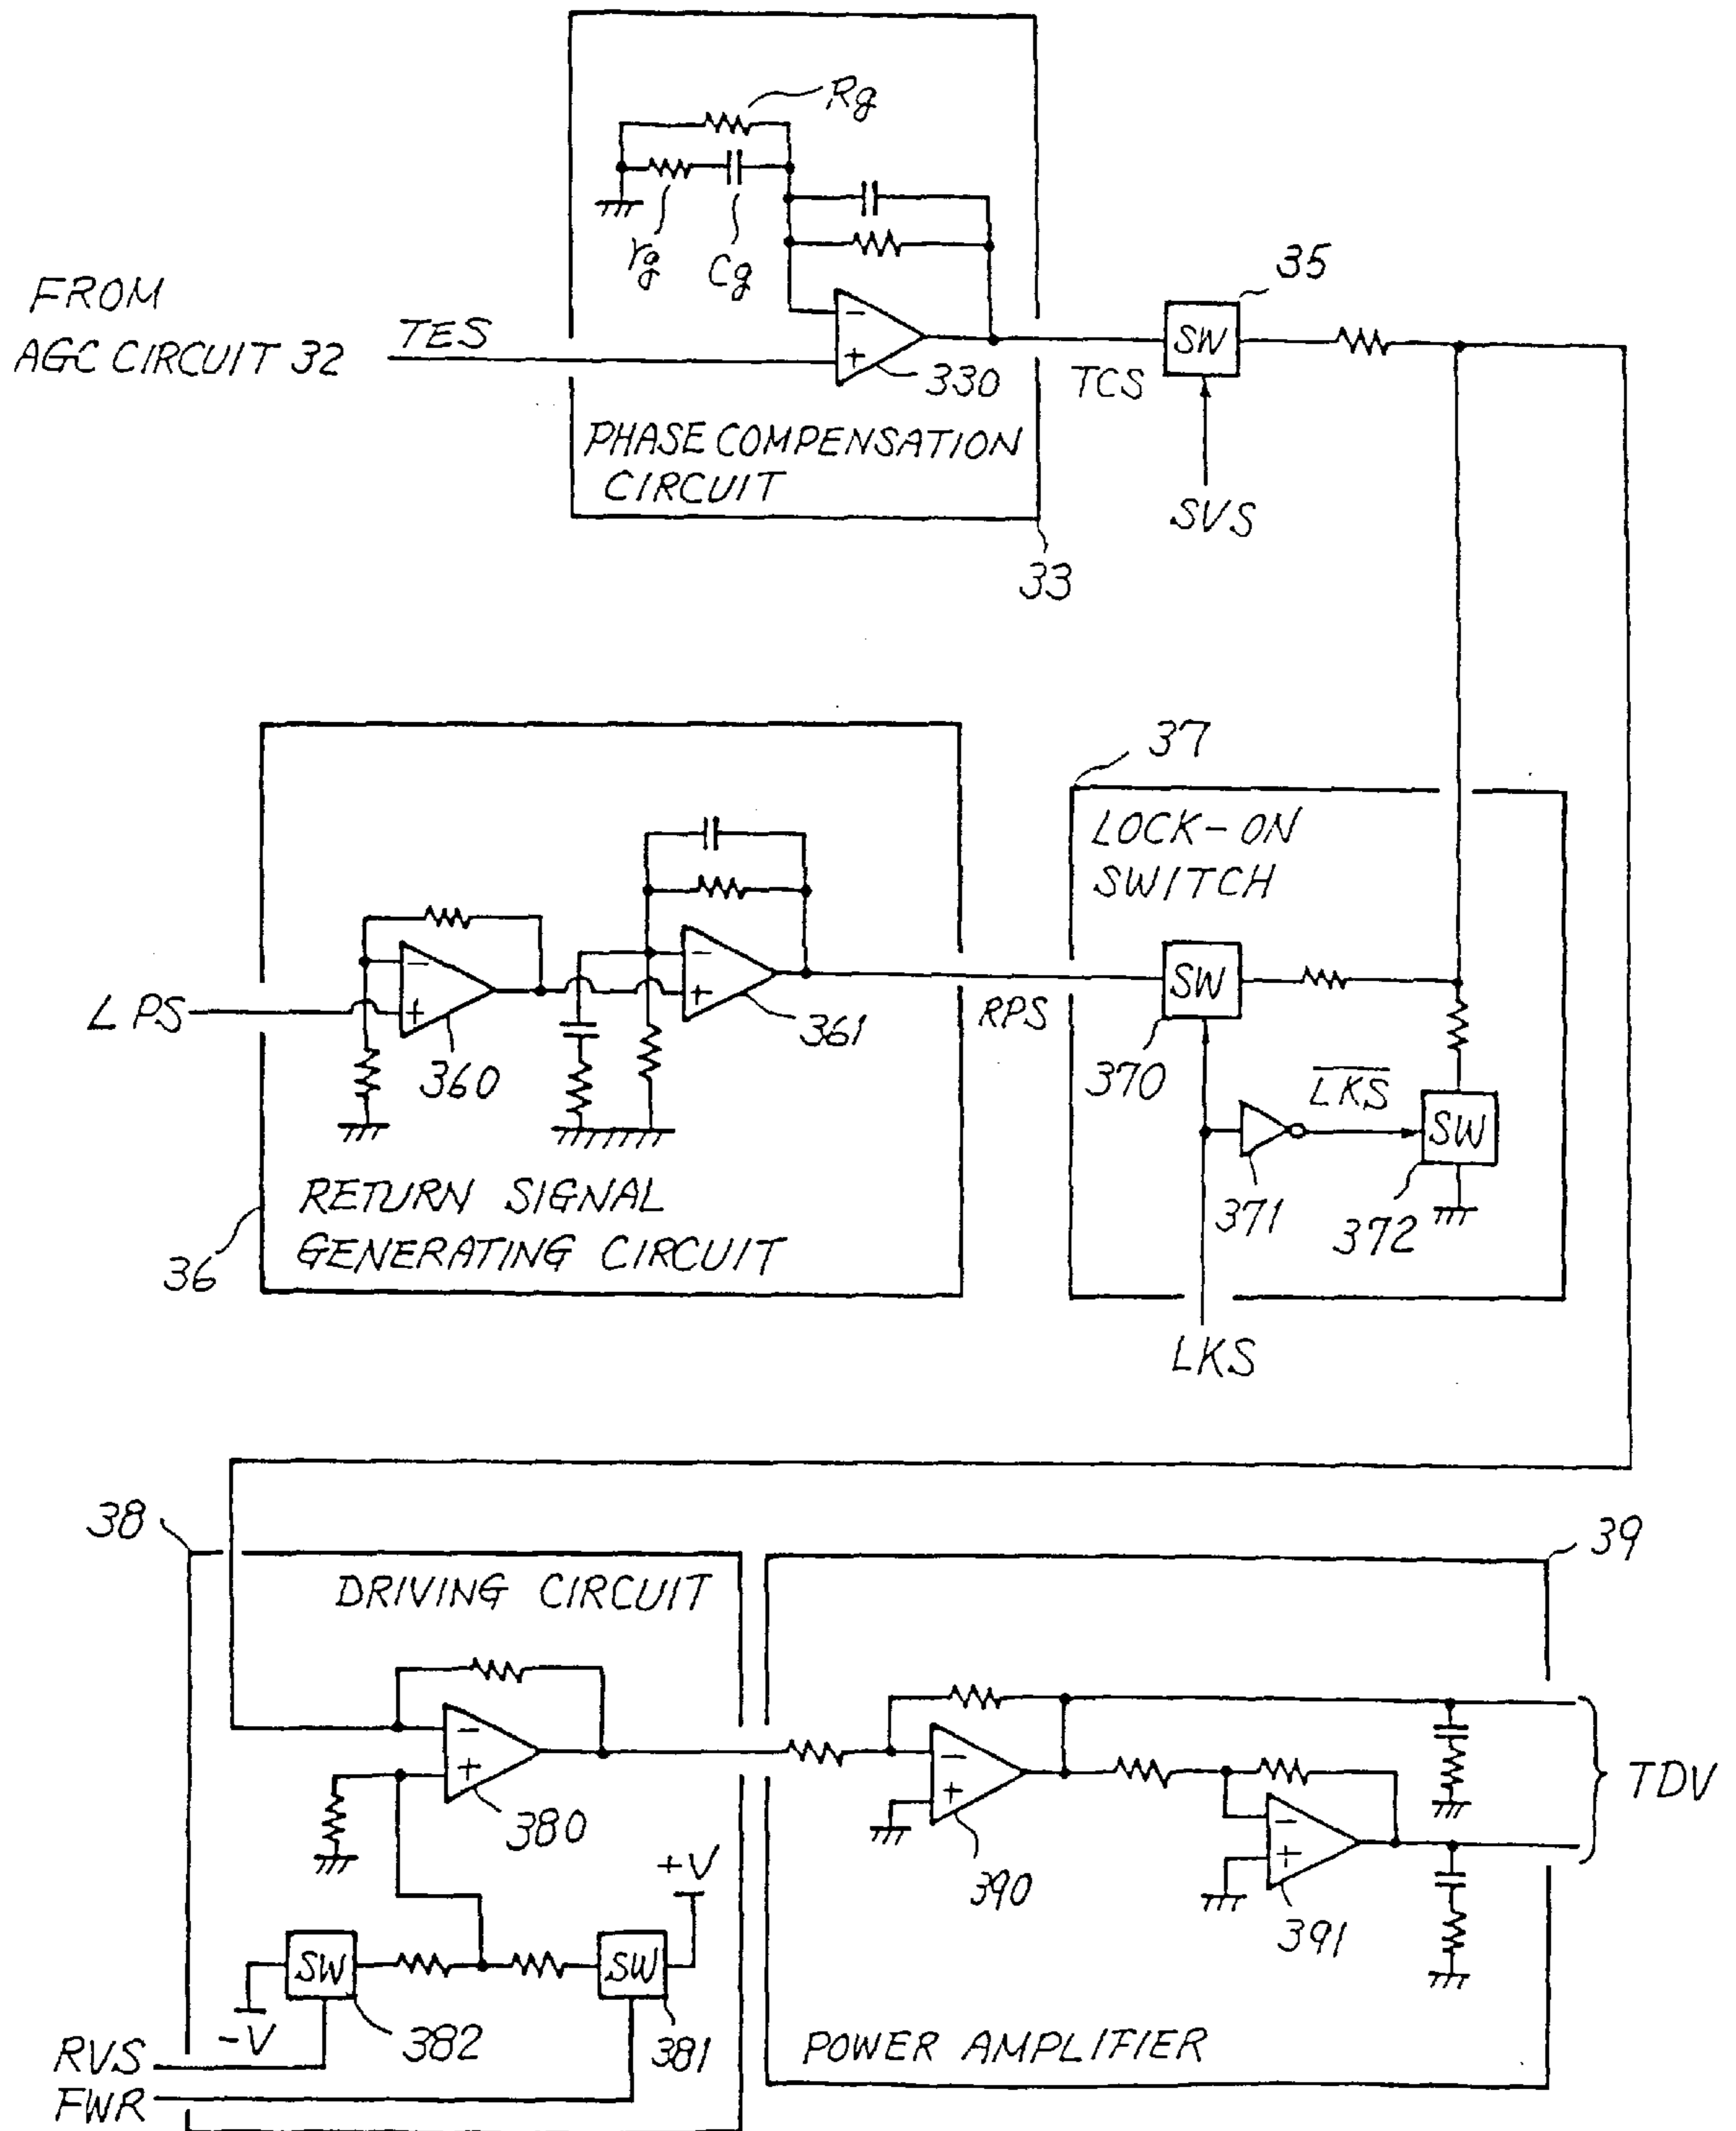 Rg
rg
Cg
FROM
AGC CIRCUIT 32
TES
-
+
330
TCS
35
SW
SVS
PHASE COMPENSATION
CIRCUIT
33
37
LOCK-ON
SWITCH
LPS
-
+
360
-
+
361
RPS
SW
370
LKS
371
SW
372
RETURN SIGNAL
GENERATING CIRCUIT
36
LKS
38
DRIVING CIRCUIT
39
-
+
380
-
+
390
-
+
391
TDV
+V
SW
SW
-V
382
381
RVS
FWR
POWER AMPLIFIER